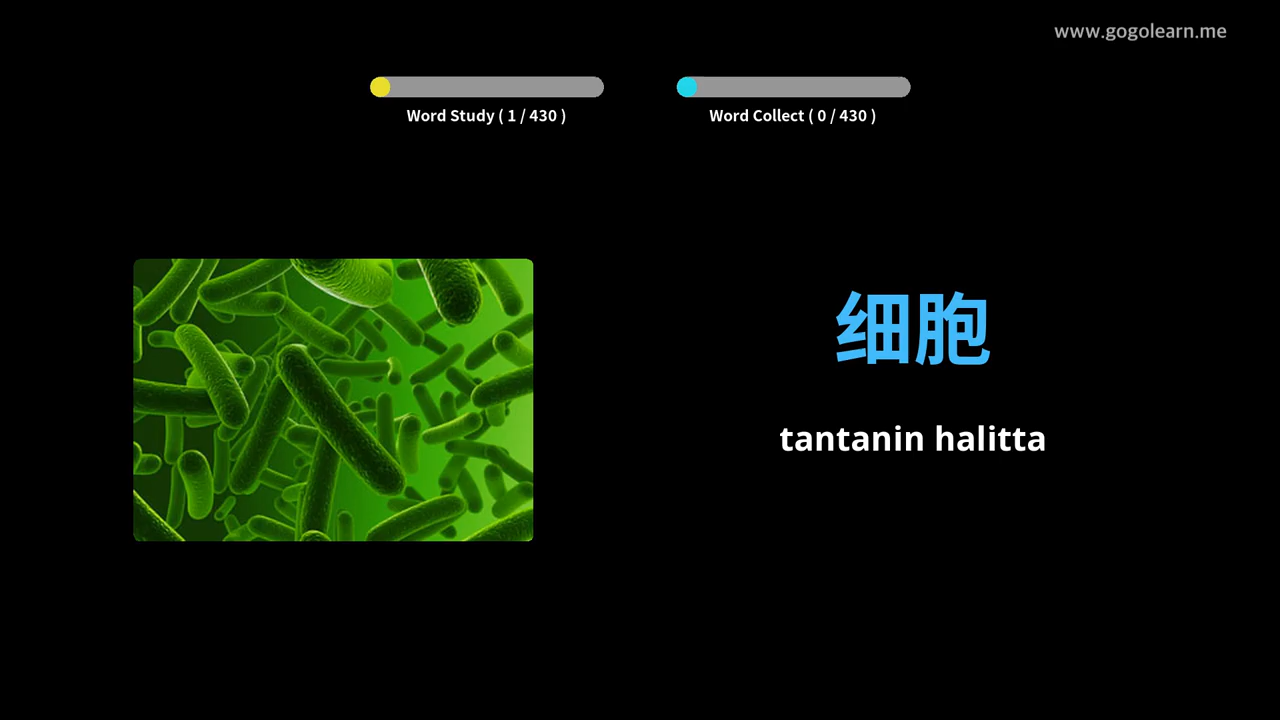 www.gogolearn.me
Word Study ( 1 / 430 )
Word Collect ( 0 / 430 )
细胞
tantanin halitta